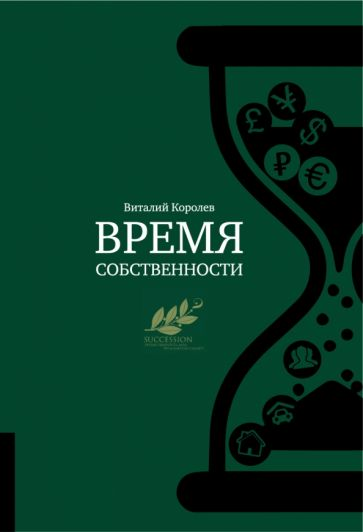 Виталий Королев
ВРЕМЯ
СОБСТВЕННОСТИ
£
¥
$
₽
€
SUCCESSION